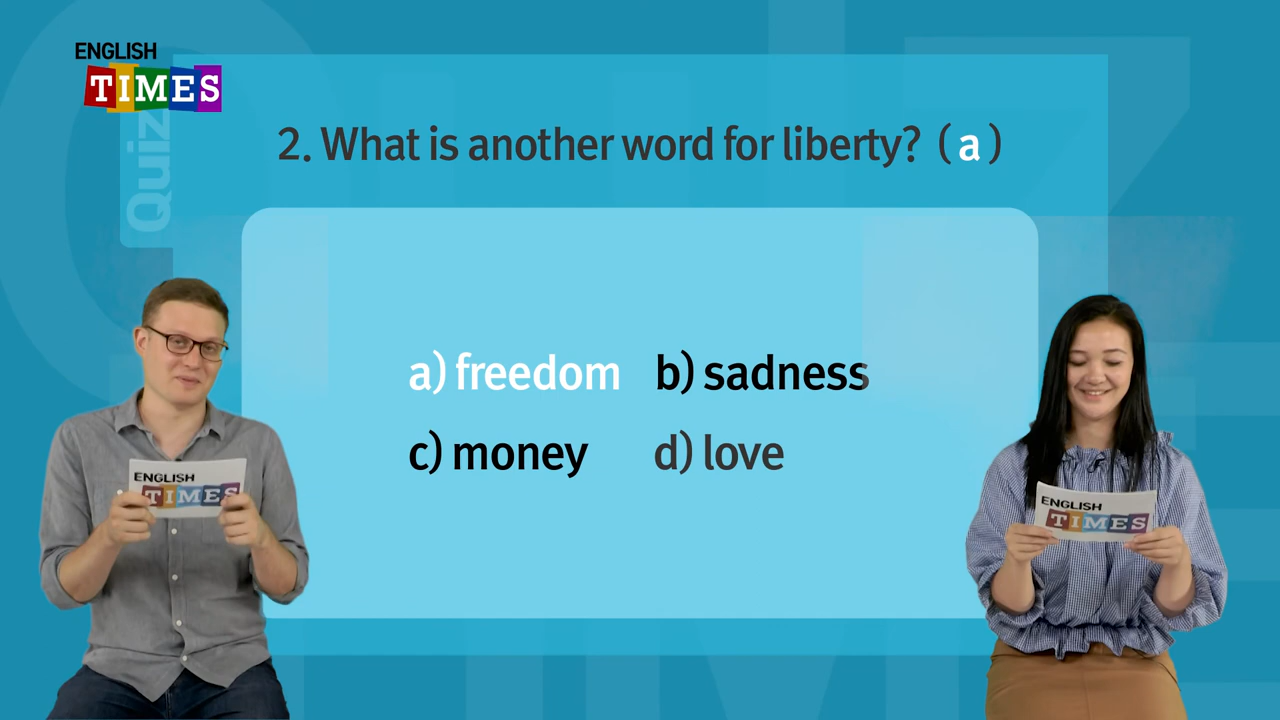 ENGLISH
TIMES
Quiz
2. What is another word for liberty? ( a )
a) freedom b) sadness
c) money d) love
ENGLISH
TIMES
ENGLISH
TIMES